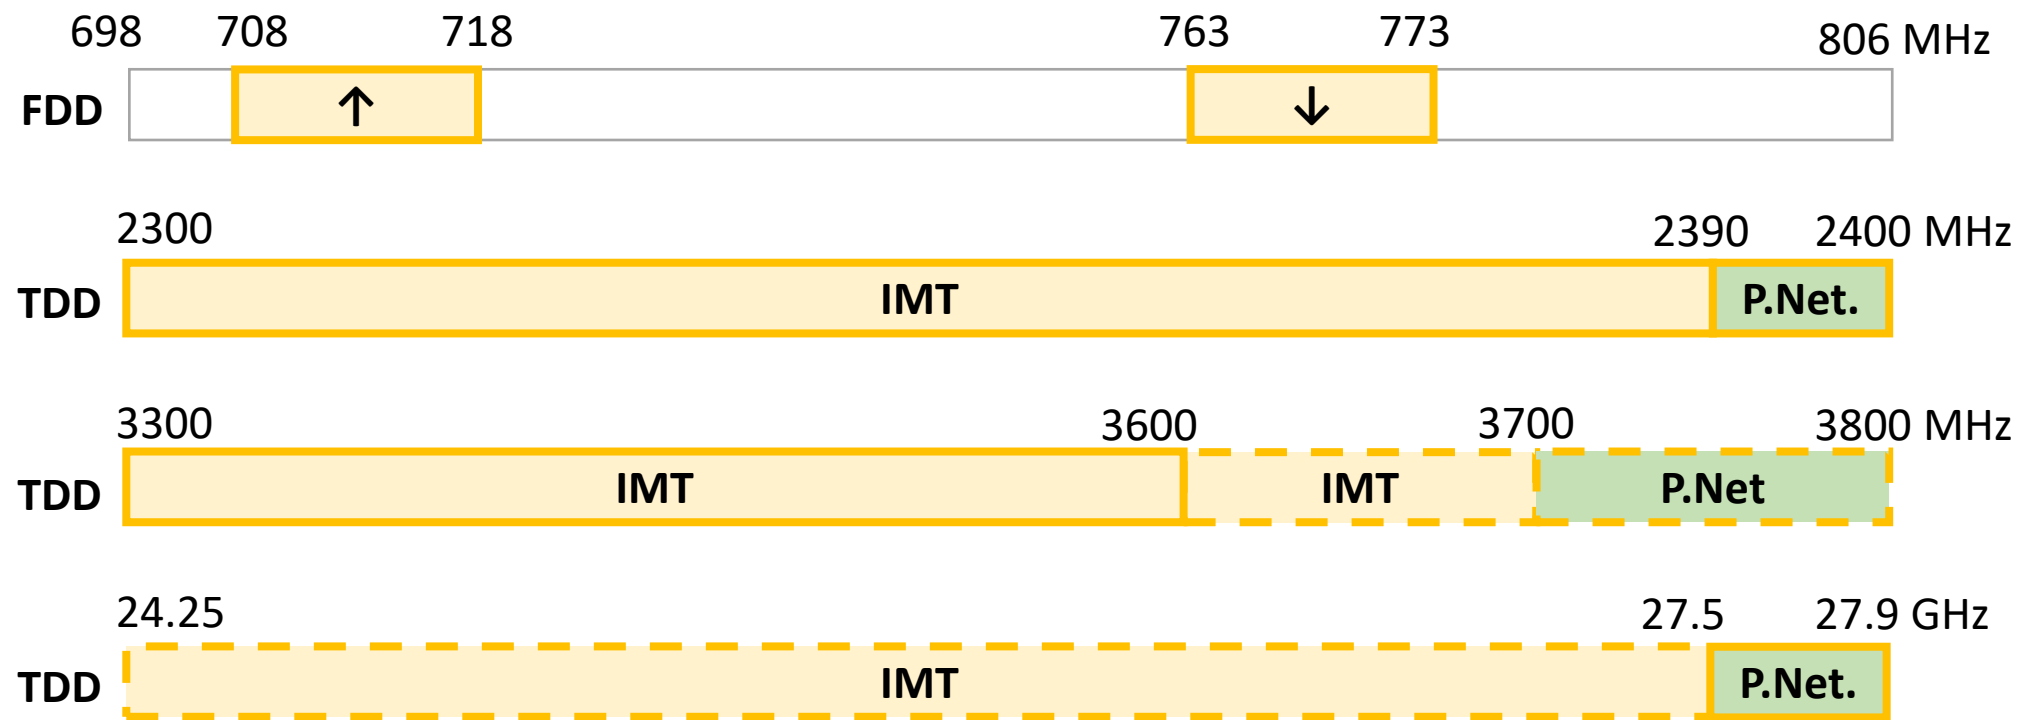 698 708 718 763 773 806 MHz
FDD ↑ ↓
2300 2390 2400 MHz
TDD IMT P.Net.
3300 3600 3700 3800 MHz
TDD IMT IMT P.Net
24.25 27.5 27.9 GHz
TDD IMT P.Net.